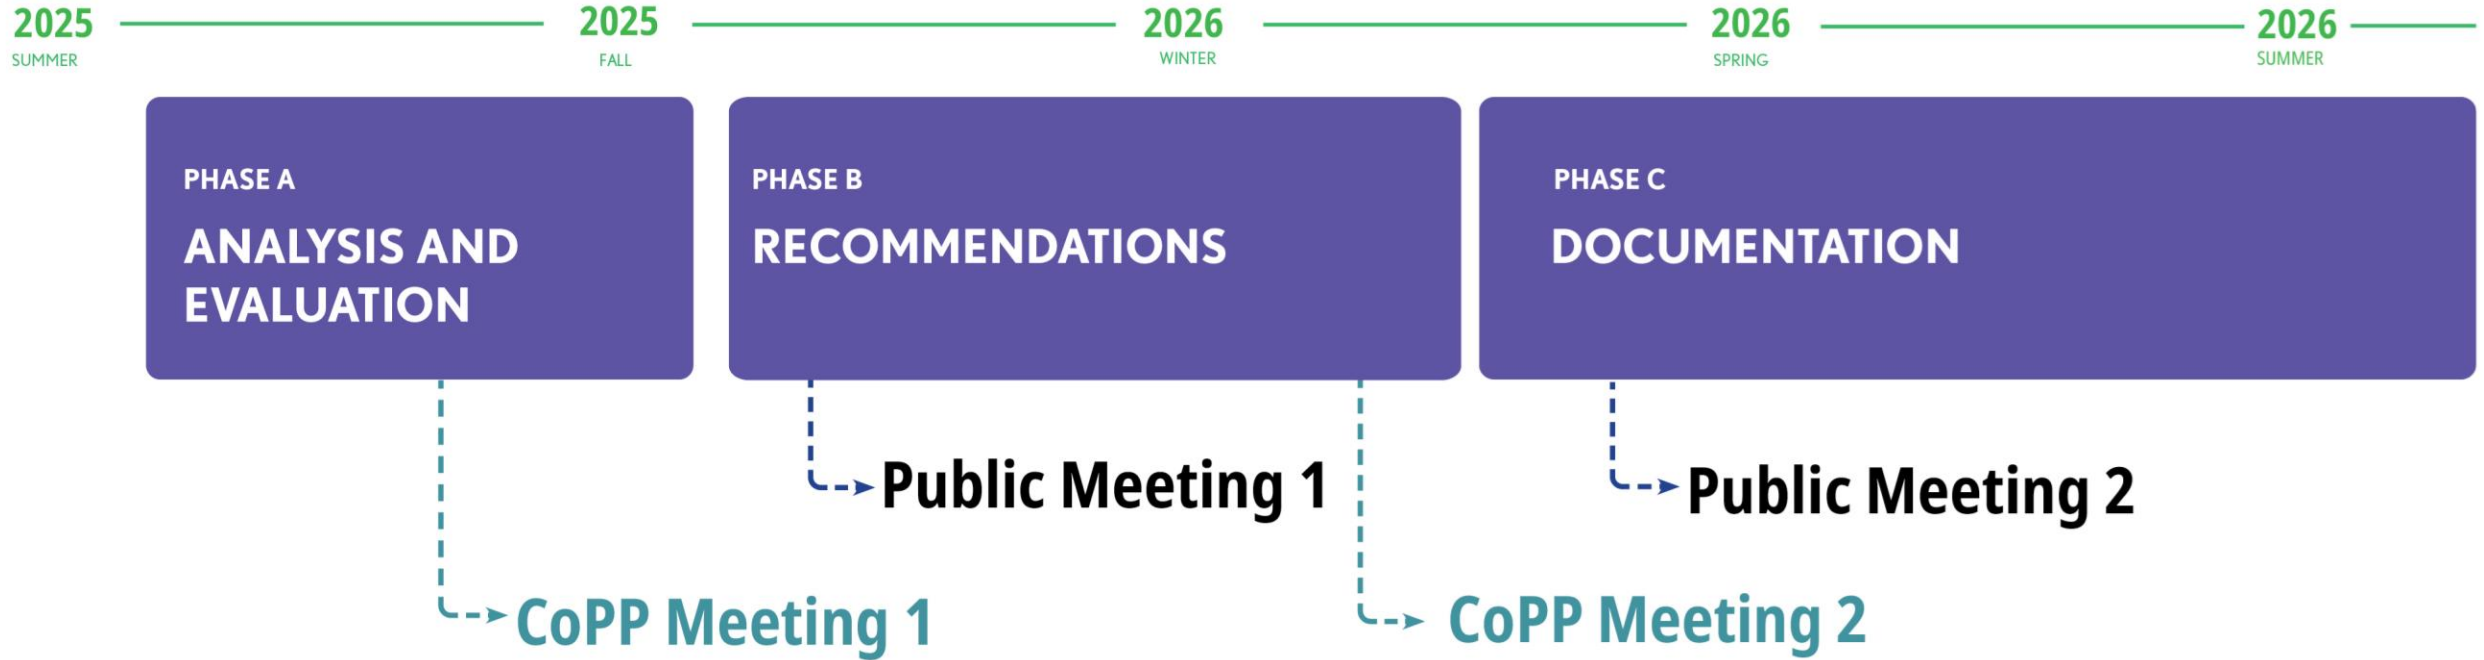 2025
SUMMER
2025
FALL
2026
WINTER
2026
SPRING
2026
SUMMER
PHASE A
ANALYSIS AND
EVALUATION
PHASE B
RECOMMENDATIONS
PHASE C
DOCUMENTATION
Public Meeting 1
Public Meeting 2
CoPP Meeting 1
CoPP Meeting 2